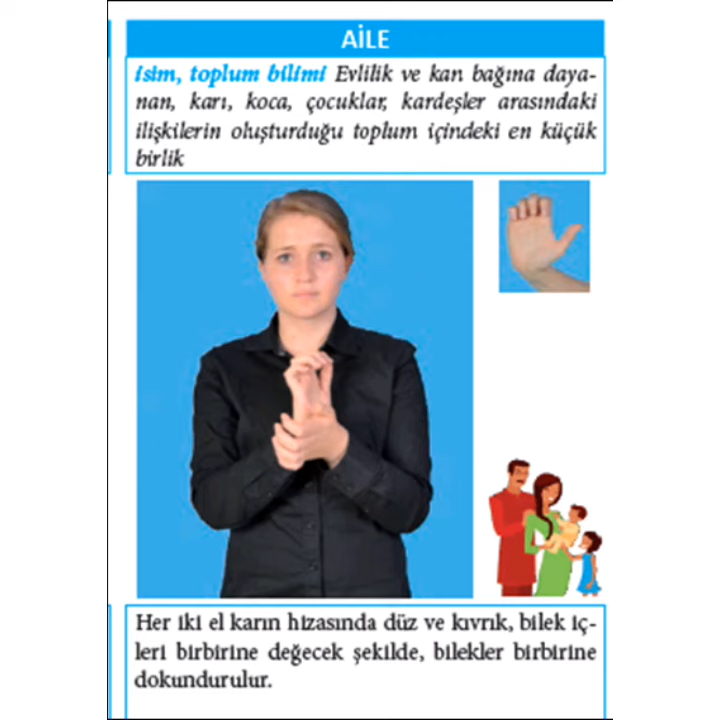 AİLE
isim, toplum bilimi Evlilik ve kan bağına daya-
nan, karı, koca, çocuklar, kardeşler arasındaki
ilişkilerin oluşturduğu toplum içindeki en küçük
birlik
Her iki el karın hizasında düz ve kıvrık, bilek iç-
leri birbirine değecek şekilde, bilekler birbirine
dokundurulur.